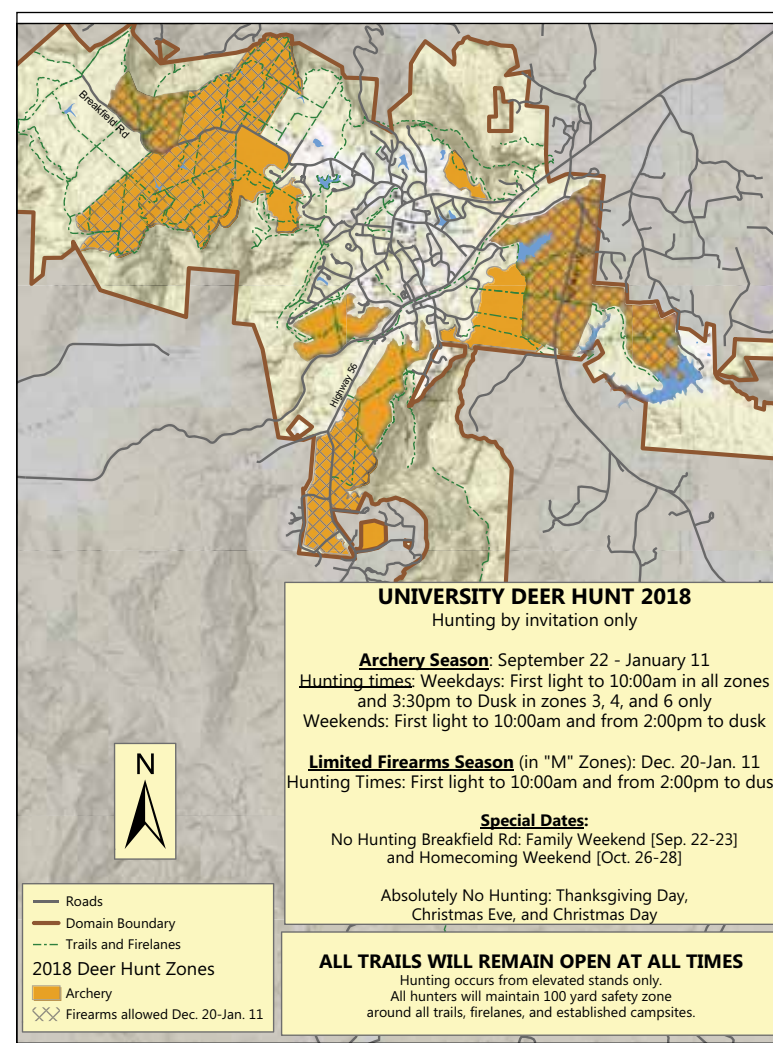 Breakfield Rd
Highway 56
UNIVERSITY DEER HUNT 2018
Hunting by invitation only
Archery Season: September 22 - January 11
Hunting times: Weekdays: First light to 10:00am in all zones
and 3:30pm to Dusk in zones 3, 4, and 6 only
Weekends: First light to 10:00am and from 2:00pm to dusk
Limited Firearms Season (in "M" Zones): Dec. 20-Jan. 11
Hunting Times: First light to 10:00am and from 2:00pm to dus
Special Dates:
No Hunting Breakfield Rd: Family Weekend [Sep. 22-23]
and Homecoming Weekend [Oct. 26-28]
Absolutely No Hunting: Thanksgiving Day,
Christmas Eve, and Christmas Day
N
Roads
Domain Boundary
Trails and Firelanes
2018 Deer Hunt Zones
Archery
Firearms allowed Dec. 20-Jan. 11
ALL TRAILS WILL REMAIN OPEN AT ALL TIMES
Hunting occurs from elevated stands only.
All hunters will maintain 100 yard safety zone
around all trails, firelanes, and established campsites.